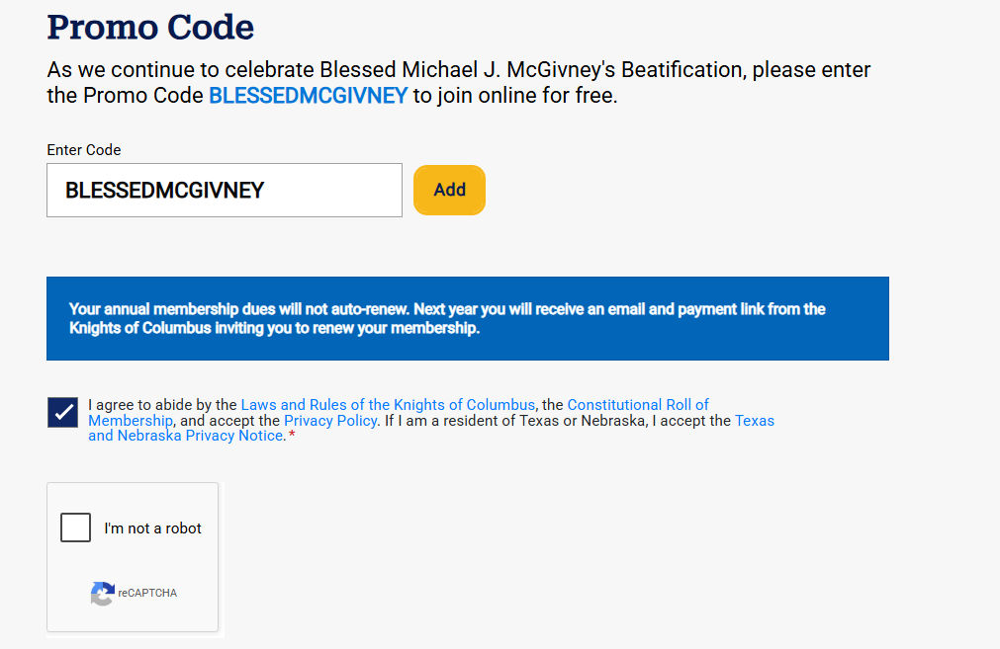 Promo Code
As we continue to celebrate Blessed Michael J. McGivney's Beatification, please enter
the Promo Code BLESSEDMCGIVNEY to join online for free.
Enter Code
BLESSEDMCGIVNEY
Add
Your annual membership dues will not auto-renew. Next year you will receive an email and payment link from the
Knights of Columbus inviting you to renew your membership.
I agree to abide by the Laws and Rules of the Knights of Columbus, the Constitutional Roll of
Membership, and accept the Privacy Policy. If I am a resident of Texas or Nebraska, I accept the Texas
and Nebraska Privacy Notice. *
I'm not a robot
reCAPTCHA